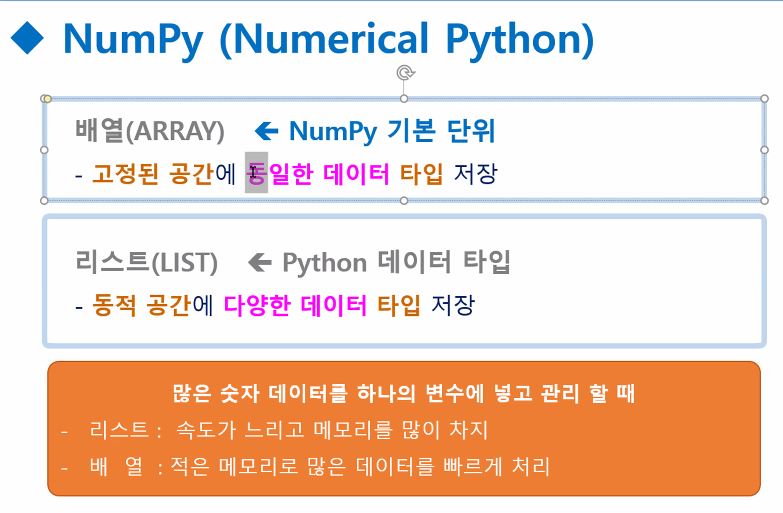 ◆ NumPy (Numerical Python)
배열(ARRAY) ← NumPy 기본 단위
- 고정된 공간에 동일한 데이터 타입 저장
리스트(LIST) ← Python 데이터 타입
- 동적 공간에 다양한 데이터 타입 저장
많은 숫자 데이터를 하나의 변수에 넣고 관리 할 때
- 리스트 : 속도가 느리고 메모리를 많이 차지
- 배 열 : 적은 메모리로 많은 데이터를 빠르게 처리